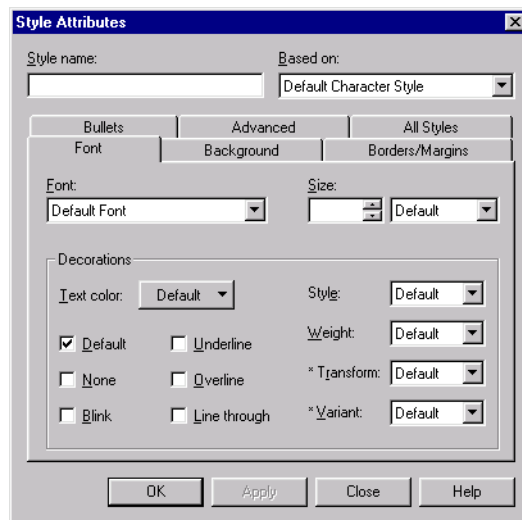 Style Attributes
Style name: Based on:
Default Character Style
Bullets Advanced All Styles
Font Background Borders/Margins
Font: Size:
Default Font Default
Decorations
Text color: Default Style: Default
Default Underline Weight: Default
None Overline * Transform: Default
Blink Line through * Variant: Default
OK Apply Close Help